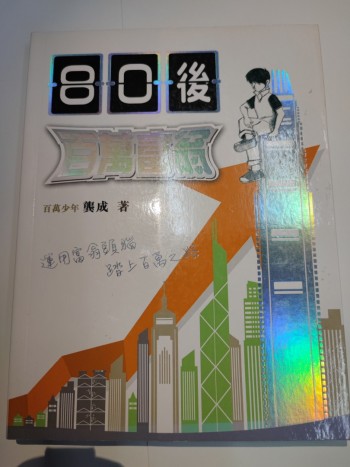 80後
百萬富翁
百萬少年 龔成 著
運用富翁頭腦
踏上百萬之